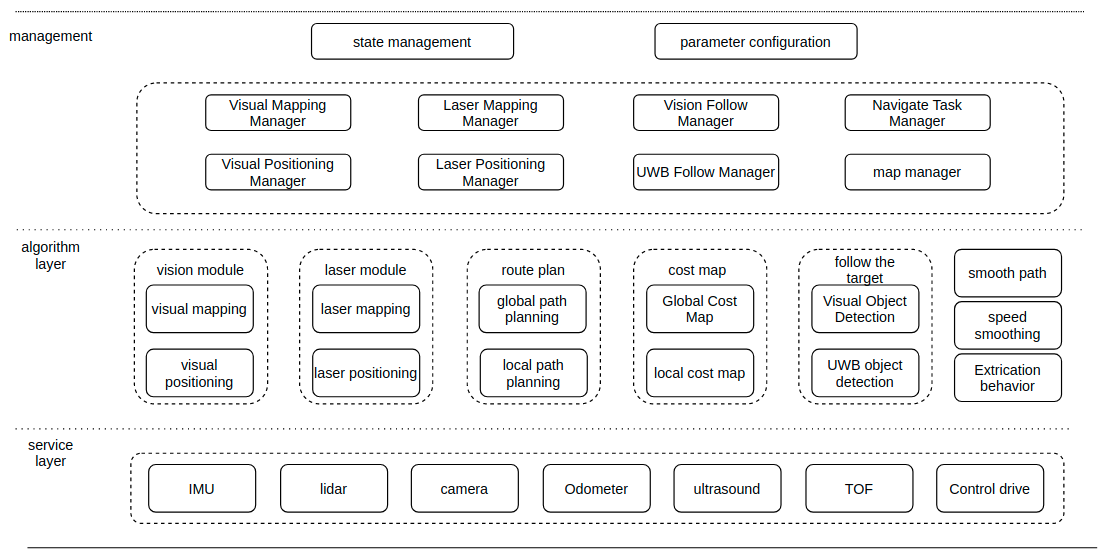 management
state management
parameter configuration
Visual Mapping
Manager
Laser Mapping
Manager
Vision Follow
Manager
Navigate Task
Manager
Visual Positioning
Manager
Laser Positioning
Manager
UWB Follow Manager
map manager
algorithm
layer
vision module
visual mapping
visual
positioning
laser module
laser mapping
laser positioning
route plan
global path
planning
local path
planning
cost map
Global Cost
Map
local cost map
follow the
target
Visual Object
Detection
UWB object
detection
smooth path
speed
smoothing
Extrication
behavior
service
layer
IMU
lidar
camera
Odometer
ultrasound
TOF
Control drive